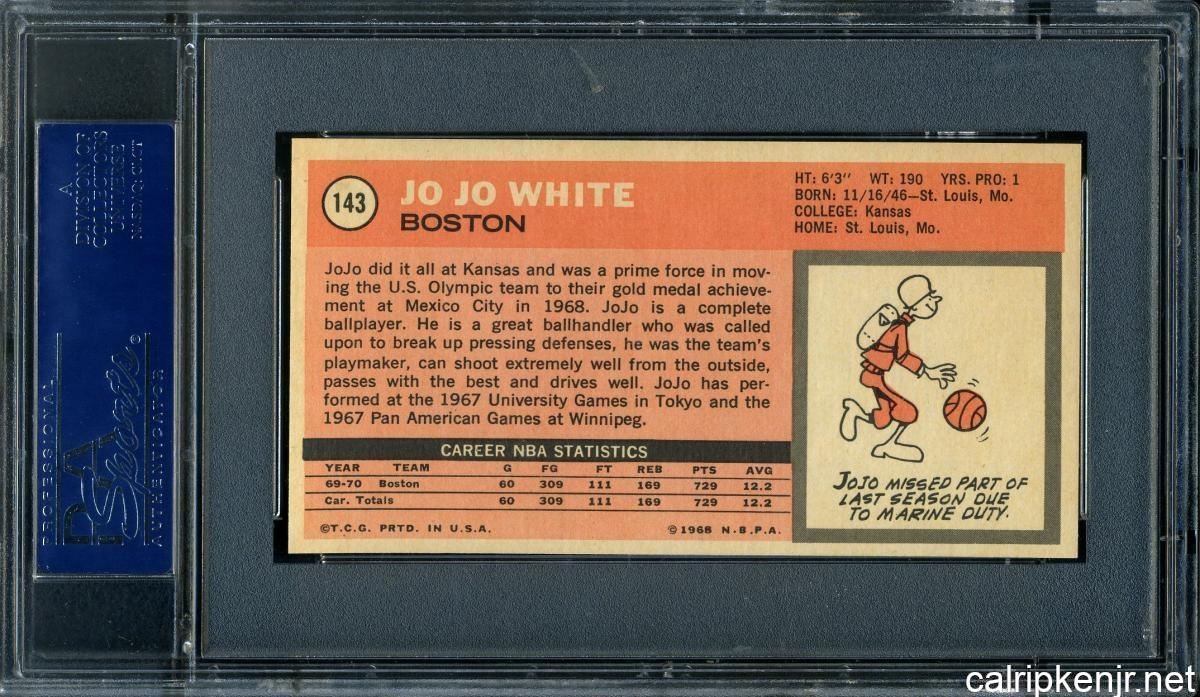 A
DIVISION OF
COLLECTIONS
UNIVERSE
NASDAQ: CLCT
PROFESSIONAL
PSA
Sports®
AUTHENTICATOR
143
JO JO WHITE
BOSTON
HT: 6'3" WT: 190 YRS. PRO: 1
BORN: 11/16/46—St. Louis, Mo.
COLLEGE: Kansas
HOME: St. Louis, Mo.
JoJo did it all at Kansas and was a prime force in mov-
ing the U.S. Olympic team to their gold medal achieve-
ment at Mexico City in 1968. JoJo is a complete
ballplayer. He is a great ballhandler who was called
upon to break up pressing defenses, he was the team's
playmaker, can shoot extremely well from the outside,
passes with the best and drives well. JoJo has per-
formed at the 1967 University Games in Tokyo and the
1967 Pan American Games at Winnipeg.
CAREER NBA STATISTICS
YEAR TEAM G FG FT REB PTS AVG
69-70 Boston 60 309 111 169 729 12.2
Car. Totals 60 309 111 169 729 12.2
©T.C.G. PRTD. IN U.S.A. ©1968 N.B.P.A.
JOJO MISSED PART OF
LAST SEASON DUE
TO MARINE DUTY.
calripkenjr.net